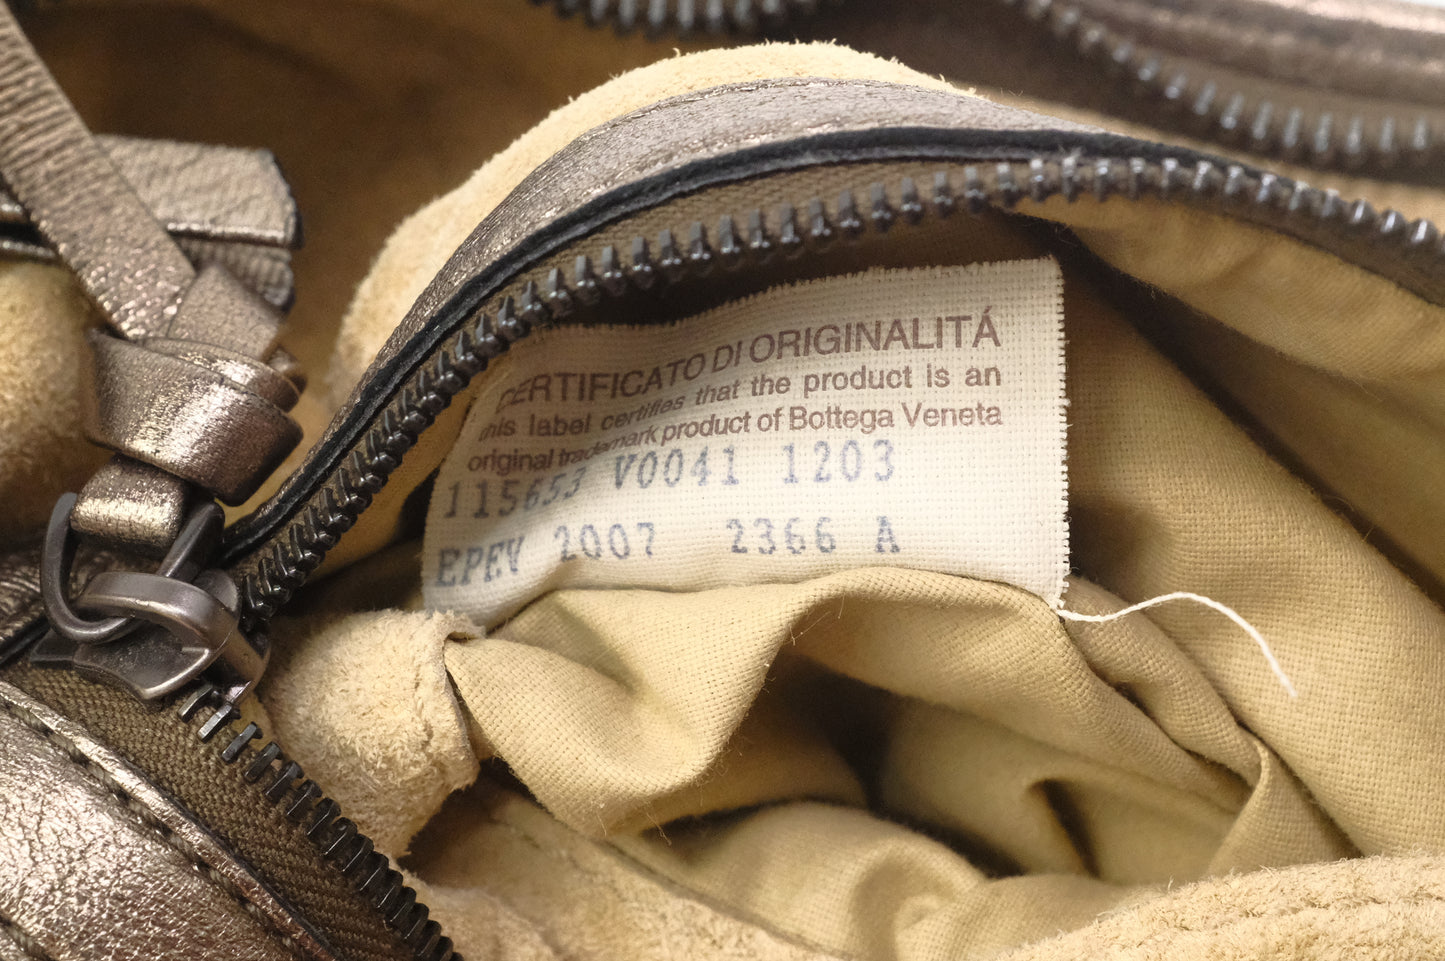 CERTIFICATO DI ORIGINALITÁ
this label certifies that the product is an
original trademark product of Bottega Veneta
115653 V0041 1203
EPEV 2007 2366 A